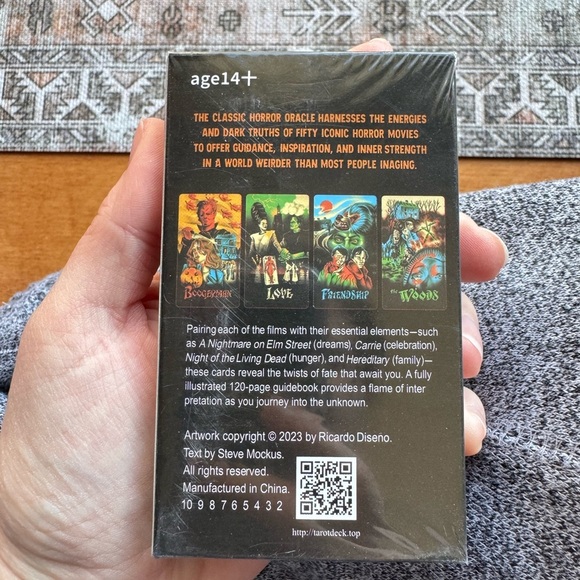 age14+
THE CLASSIC HORROR ORACLE HARNESSES THE ENERGIES
AND DARK TRUTHS OF FIFTY ICONIC HORROR MOVIES
TO OFFER GUIDANCE, INSPIRATION, AND INNER STRENGTH
IN A WORLD WEIRDER THAN MOST PEOPLE INAGING.
BOOGEYMAN
LOVE
FRIENDSHIP
THE WOODS
Pairing each of the films with their essential elements—such
as A Nightmare on Elm Street (dreams), Carrie (celebration),
Night of the Living Dead (hunger), and Hereditary (family)—
these cards reveal the twists of fate that await you. A fully
illustrated 120-page guidebook provides a flame of inter
pretation as you journey into the unknown.
Artwork copyright © 2023 by Ricardo Diseño.
Text by Steve Mockus.
All rights reserved.
Manufactured in China.
10 9 8 7 6 5 4 3 2
http://tarotdeck.top